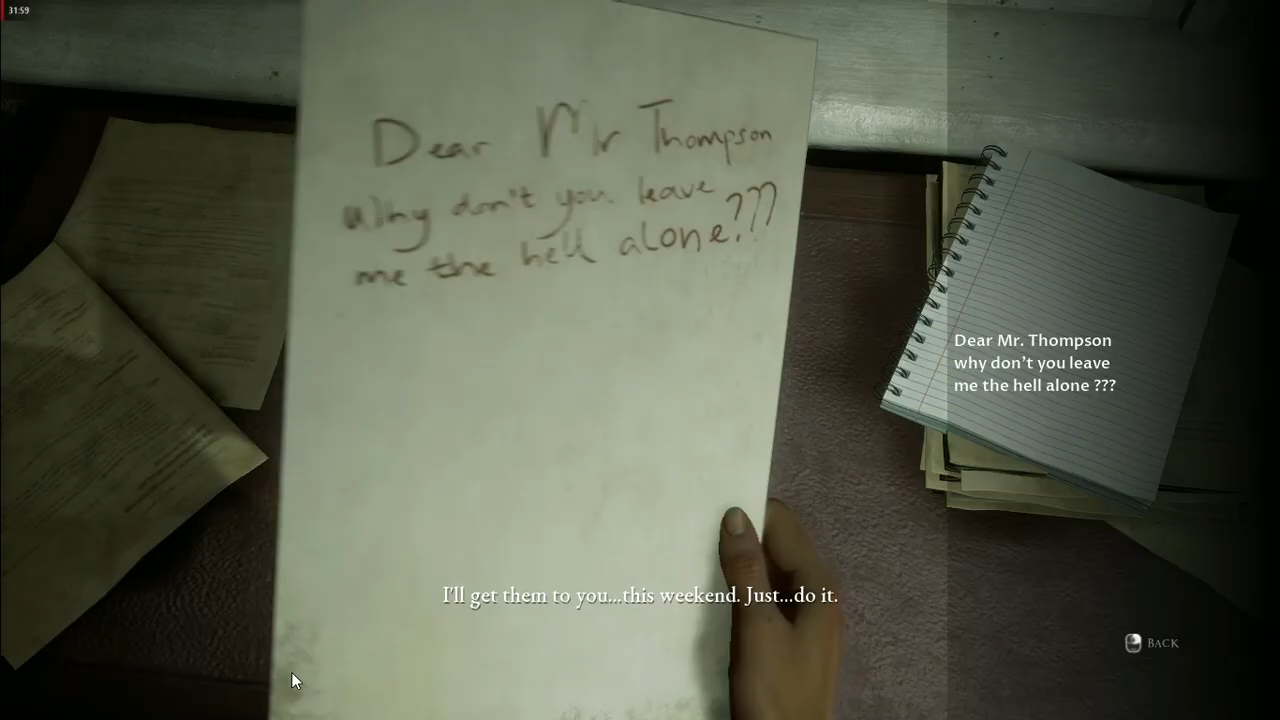 31:59
Dear Mr Thompson
Why don't you leave
me the hell alone???
Dear Mr. Thompson
why don't you leave
me the hell alone ???
I'll get them to you...this weekend. Just...do it.
BACK